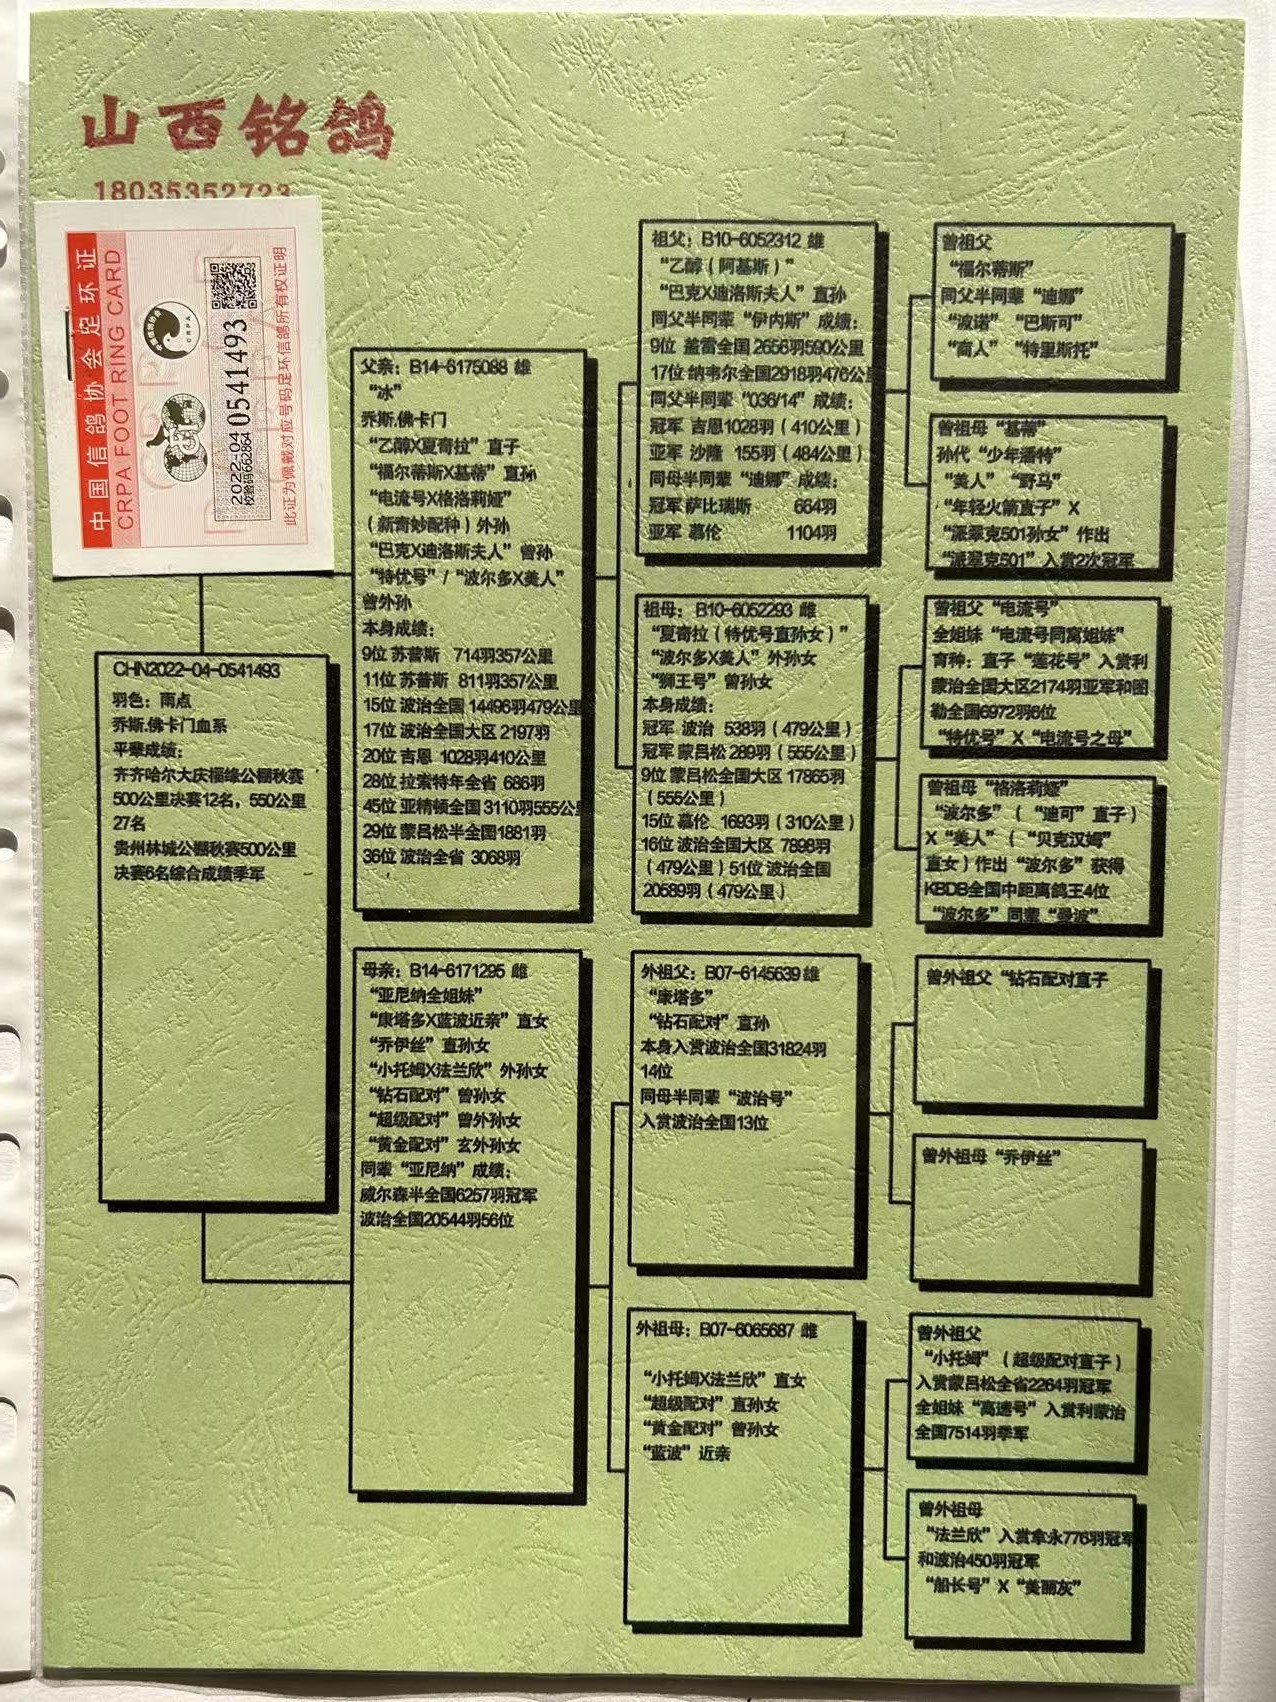 山西铭鸽
18035352723
中国信鸽协会足环证
CRPA FOOT RING CARD
CRPA
2022-04 0541493
校验码662864
此证为佩戴对应号码足环信鸽所有权证明
CHN2022-04-0541493
羽色：雨点
乔斯.佛卡门血系
平辈成绩：
齐齐哈尔大庆福缘公棚秋赛
500公里决赛12名，550公里
27名
贵州林城公棚秋赛500公里
决赛6名综合成绩季军
父亲：B14-6175088 雄
“冰”
乔斯.佛卡门
“乙醇X夏奇拉”直子
“福尔蒂斯X基蒂”直孙
“电流号X格洛莉娅”
（新奇妙配种）外孙
“巴克X迪洛斯夫人”曾孙
“特优号”/“波尔多X美人”
曾外孙
本身成绩：
9位 苏普斯 714羽357公里
11位 苏普斯 811羽357公里
15位 波治全国 14496羽479公里
17位 波治全国大区 2197羽
20位 吉恩 1028羽410公里
28位 拉索特年全省 686羽
45位 亚精顿全国 3110羽555公里
29位 蒙吕松半全国1881羽
36位 波治全省 3068羽
母亲：B14-6171295 雌
“亚尼纳全姐妹”
“康塔多X蓝波近亲”直女
“乔伊丝”直孙女
“小托姆X法兰欣”外孙女
“钻石配对”曾孙女
“超级配对”曾外孙女
“黄金配对”玄外孙女
同辈“亚尼纳”成绩：
威尔森半全国6257羽冠军
波治全国20544羽56位
祖父：B10-6052312 雄
“乙醇（阿基斯）”
“巴克X迪洛斯夫人”直孙
同父半同辈“伊内斯”成绩：
9位 盖雷全国 2656羽590公里
17位 纳韦尔全国2918羽476公里
同父半同辈“036/14”成绩：
冠军 吉恩1028羽（410公里）
亚军 沙隆 155羽（484公里）
同母半同辈“迪娜”成绩：
冠军 萨比瑞斯 664羽
亚军 慕伦 1104羽
祖母：B10-6052293 雌
“夏奇拉（特优号直孙女）”
“波尔多X美人”外孙女
“狮王号”曾孙女
本身成绩：
冠军 波治 538羽（479公里）
冠军 蒙吕松 289羽（555公里）
9位 蒙吕松全国大区 17865羽
（555公里）
15位 慕伦 1693羽（310公里）
16位 波治全国大区 7898羽
（479公里）51位 波治全国
20589羽（479公里）
外祖父：B07-6145639雄
“康塔多”
“钻石配对”直孙
本身入赏波治全国31824羽
14位
同母半同辈“波治号”
入赏波治全国13位
外祖母：B07-6065687 雌
“小托姆X法兰欣”直女
“超级配对”直孙女
“黄金配对”曾孙女
“蓝波”近亲
曾祖父
“福尔蒂斯”
同父半同辈“迪娜”
“波诺” “巴斯可”
“商人” “特里斯托”
曾祖母“基蒂”
孙代“少年潘特”
“美人” “野马”
“年轻火箭直子”X
“派翠克501孙女”作出
“派翠克501”入赏2次冠军
曾祖父“电流号”
全姐妹“电流号同窝姐妹”
育种：直子“莲花号”入赏利
蒙治全国大区2174羽亚军和图
勒全国6972羽6位
“特优号”X“电流号之母”
曾祖母“格洛莉娅”
“波尔多”（“迪可”直子）
X“美人”（“贝克汉姆”
直女）作出“波尔多”获得
KBDB全国中距离鸽王4位
“波尔多”同辈“曼波”
曾外祖父“钻石配对直子
曾外祖母“乔伊丝”
曾外祖父
“小托姆”（超级配对直子）
入赏蒙吕松全省2264羽冠军
全姐妹“高速号”入赏利蒙治
全国7514羽季军
曾外祖母
“法兰欣”入赏拿永776羽冠军
和波治450羽冠军
“船长号”X“美丽灰”